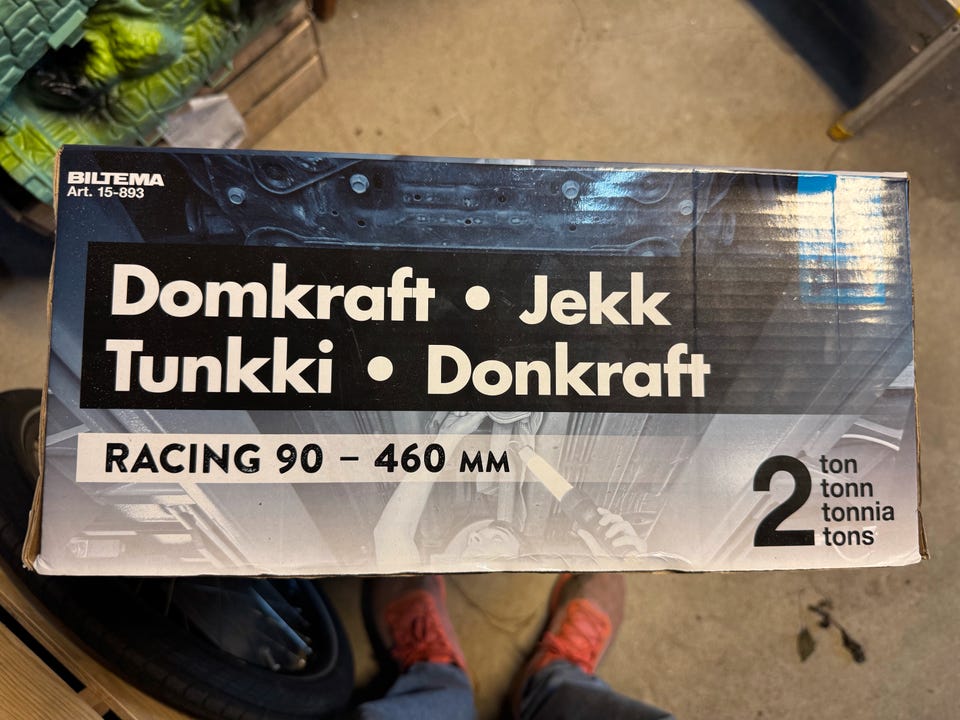 BILTEMA
Art. 15-893
Domkraft • Jekk
Tunkki • Donkraft
RACING 90 – 460 MM
2 ton
tonn
tonnia
tons